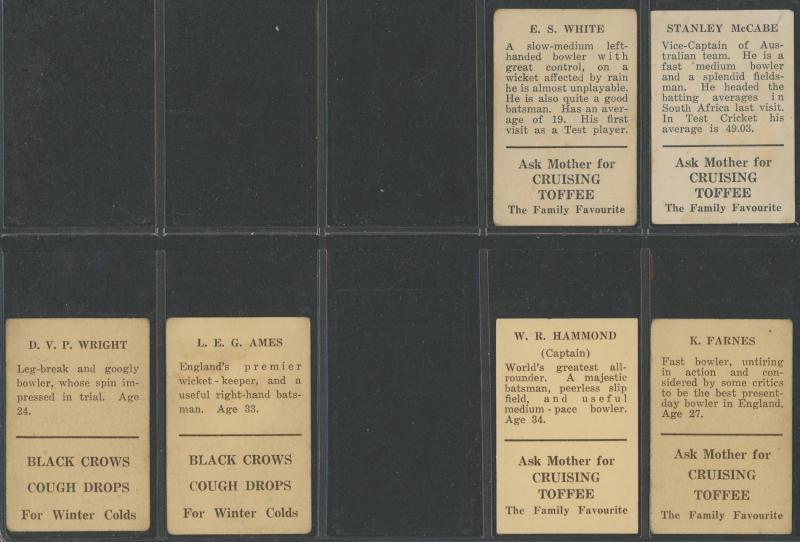 E. S. WHITE
A slow-medium left-
handed bowler with
great control, on a
wicket affected by rain
he is almost unplayable.
He is also quite a good
batsman. Has an aver-
age of 19. His first
visit as a Test player.
Ask Mother for
CRUISING
TOFFEE
The Family Favourite
STANLEY McCABE
Vice-Captain of Aus-
tralian team. He is a
fast medium bowler
and a splendid fields-
man. He headed the
batting averages in
South Africa last visit.
In Test Cricket his
average is 49.03.
Ask Mother for
CRUISING
TOFFEE
The Family Favourite
D. V. P. WRIGHT
Leg-break and googly
bowler, whose spin im-
pressed in trial. Age
24.
BLACK CROWS
COUGH DROPS
For Winter Colds
L. E. G. AMES
England's premier
wicket-keeper, and a
useful right-hand bats-
man. Age 33.
BLACK CROWS
COUGH DROPS
For Winter Colds
W. R. HAMMOND
(Captain)
World's greatest all-
rounder. A majestic
batsman, peerless slip
field, and useful
medium-pace bowler.
Age 34.
Ask Mother for
CRUISING
TOFFEE
The Family Favourite
K. FARNES
Fast bowler, untiring
in action and con-
sidered by some critics
to be the best present-
day bowler in England.
Age 27.
Ask Mother for
CRUISING
TOFFEE
The Family Favourite